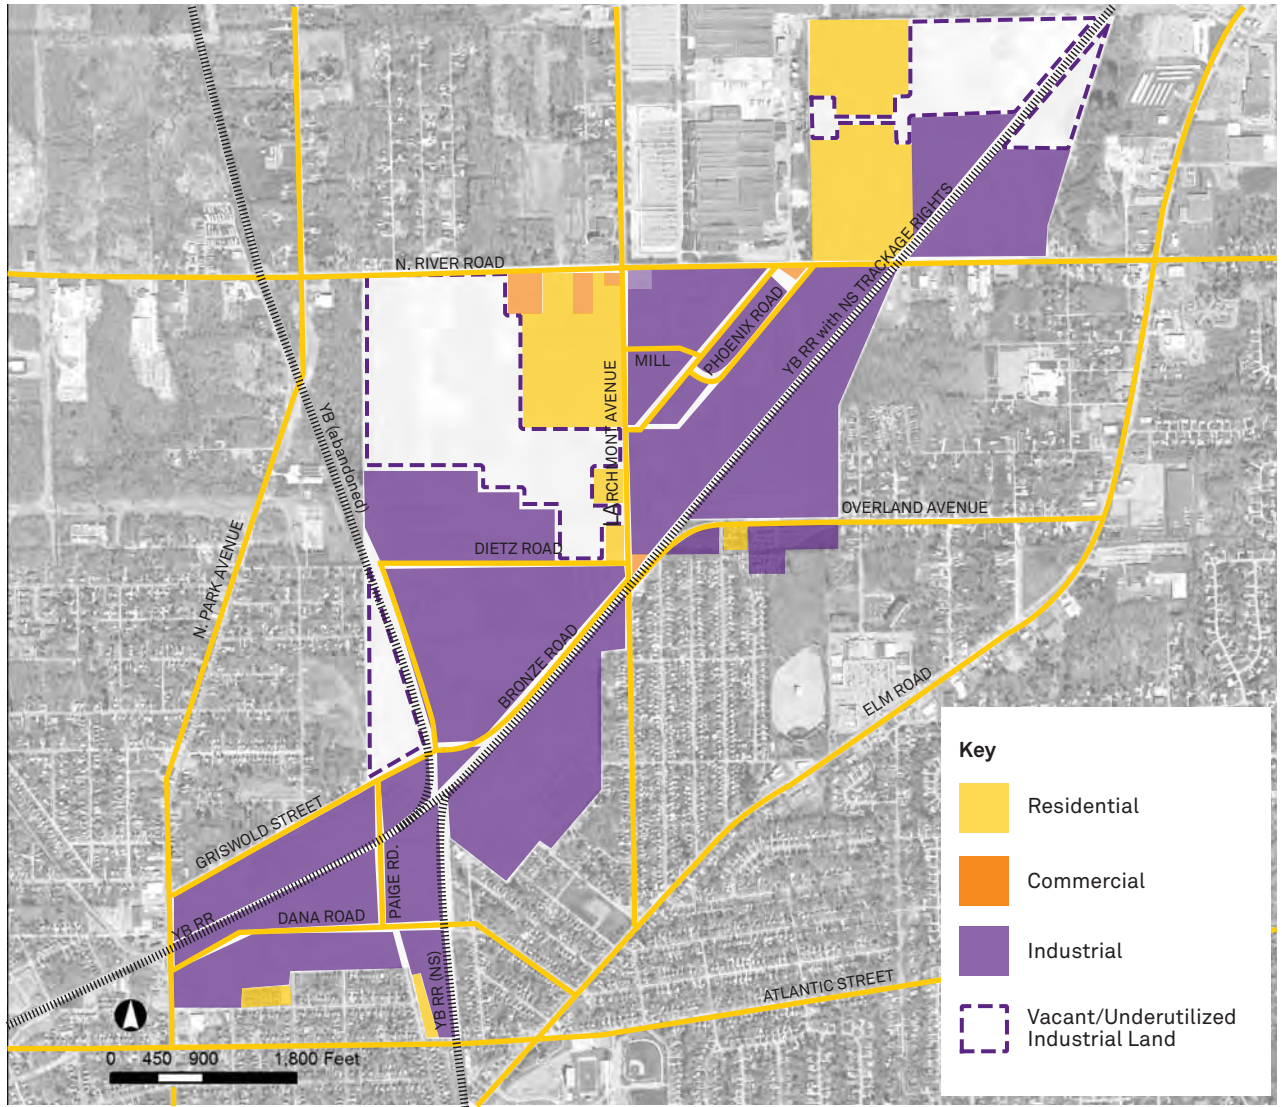 N. RIVER ROAD
YB RR with NS TRACKAGE RIGHTS
PHOENIX ROAD
MILL
LARCHMONT AVENUE
YB (abandoned)
OVERLAND AVENUE
N. PARK AVENUE
DIETZ ROAD
BRONZE ROAD
ELM ROAD
GRISWOLD STREET
PAIGE RD.
YB RR
DANA ROAD
YB RR (NS)
ATLANTIC STREET
0 450 900 1,800 Feet
Key
Residential
Commercial
Industrial
Vacant/Underutilized
Industrial Land